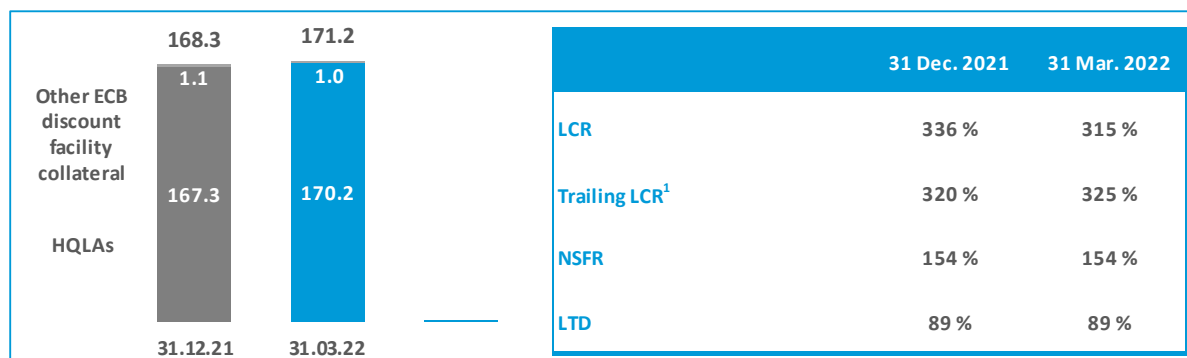 168.3 171.2
1.1 1.0
Other ECB
discount
facility
collateral
167.3 170.2
HQLAs
31.12.21 31.03.22
31 Dec. 2021 31 Mar. 2022
LCR 336 % 315 %
Trailing LCR¹ 320 % 325 %
NSFR 154 % 154 %
LTD 89 % 89 %